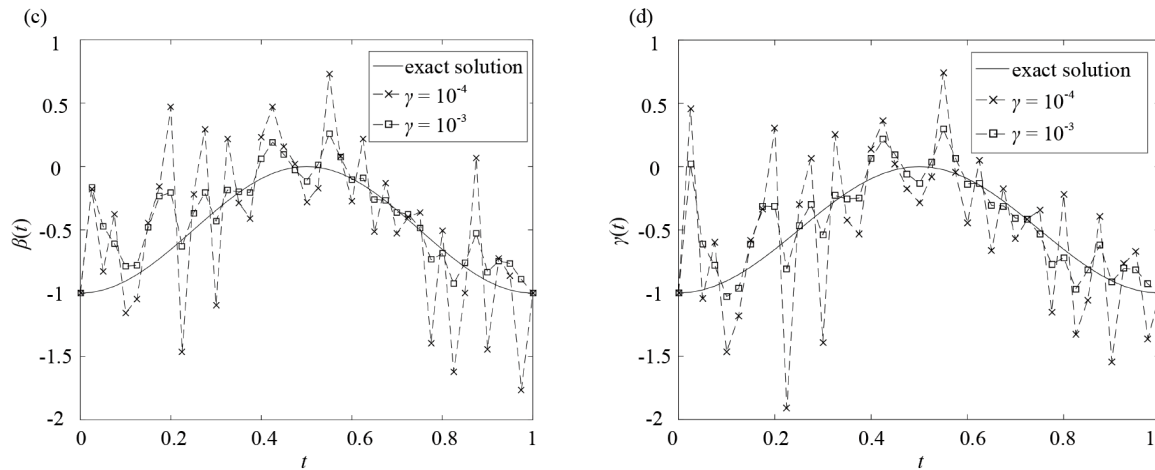 (c)
1
0.5
0
-0.5
-1
-1.5
-2
β(t)
exact solution
γ = 10⁻⁴
γ = 10⁻³
0 0.2 0.4 0.6 0.8 1
t
(d)
1
0.5
0
-0.5
-1
-1.5
-2
γ(t)
exact solution
γ = 10⁻⁴
γ = 10⁻³
0 0.2 0.4 0.6 0.8 1
t